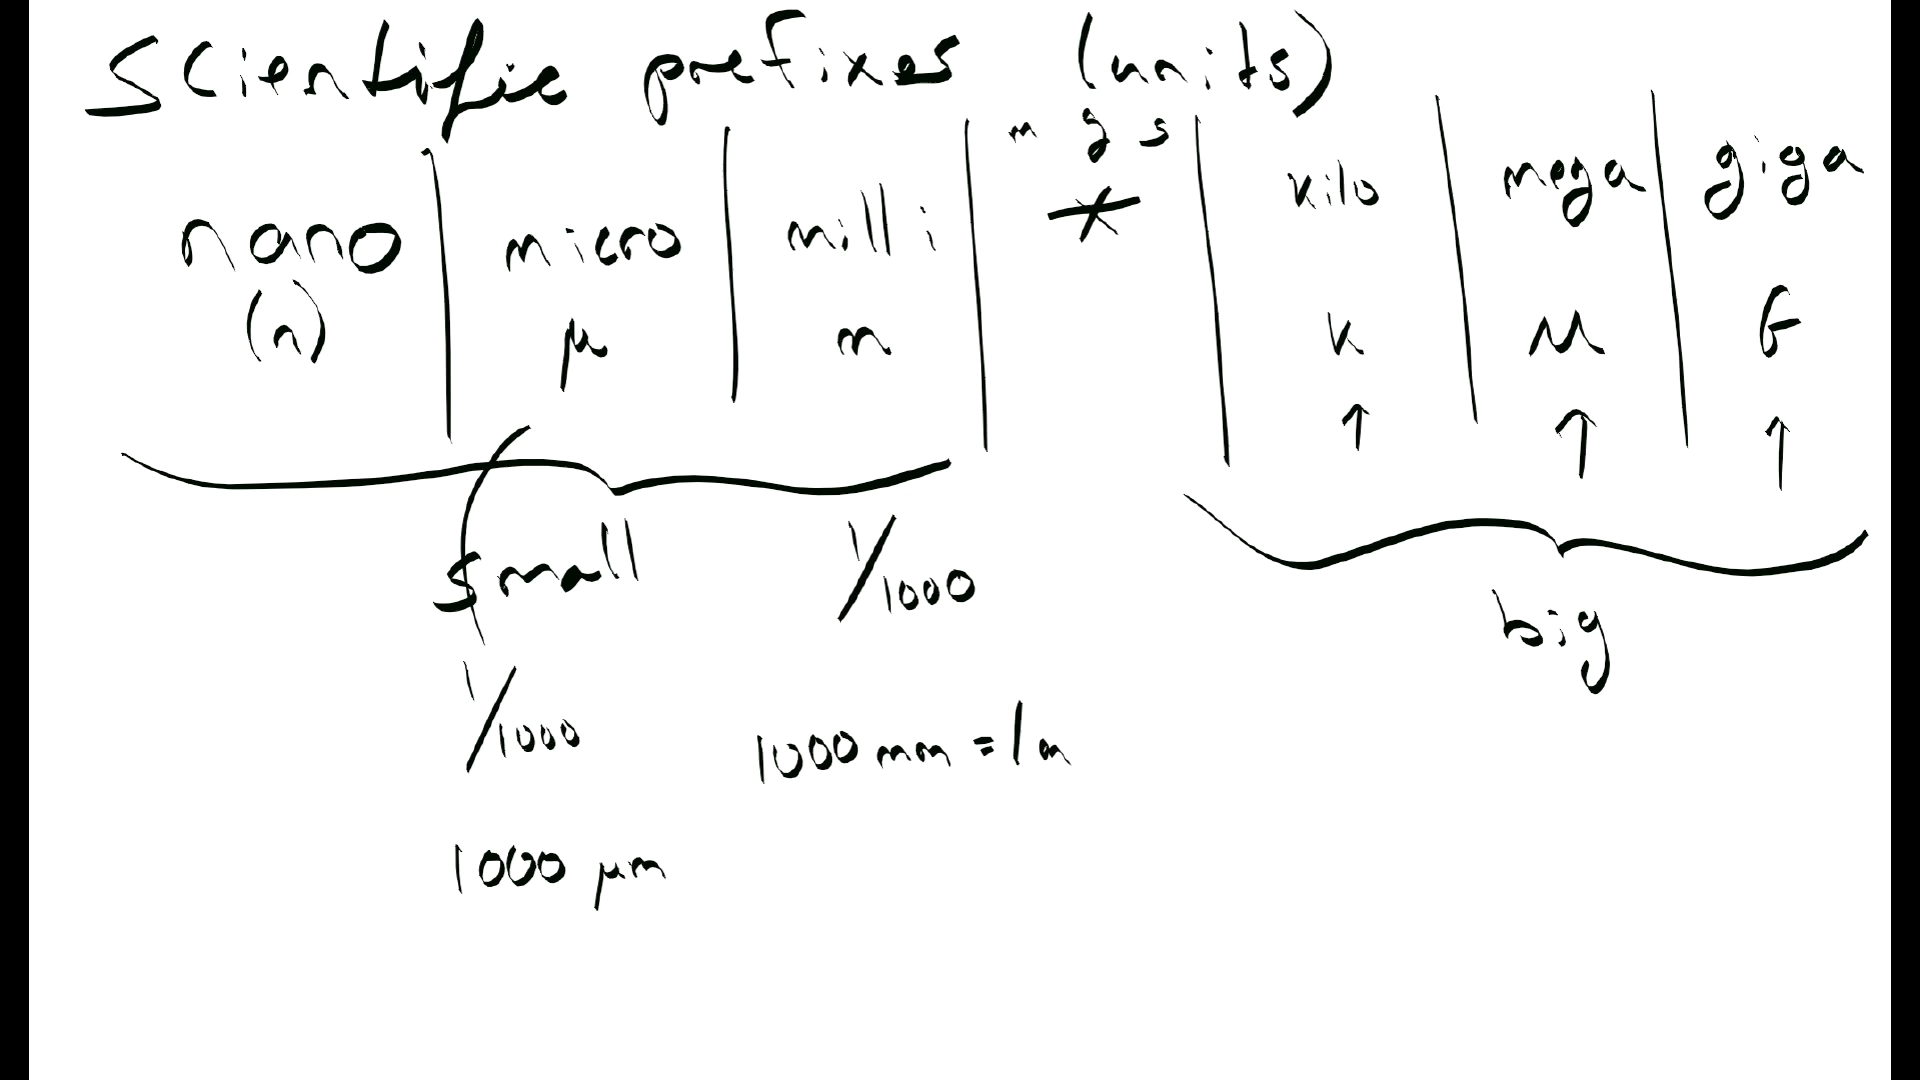 Scientific prefixes (units)
m g s
nano | micro | milli | * | kilo | mega | giga
(n) μ m k M G
↑ ↑ ↑
small 1/1000 big
1/1000 1000 mm = 1 m
1000 μm